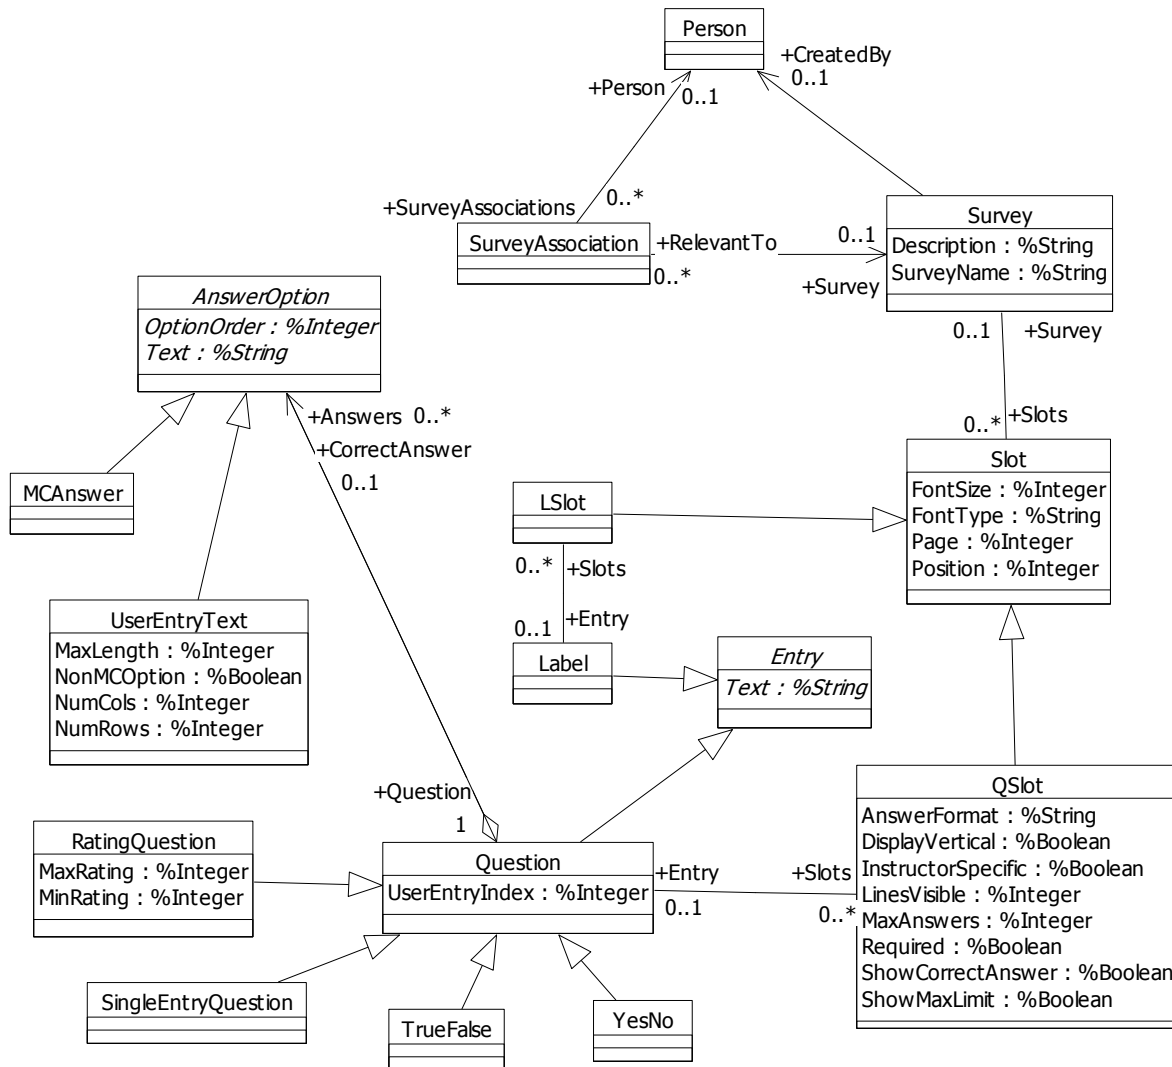 Person
+CreatedBy
0..1
+Person
0..1
0..*
+SurveyAssociations
SurveyAssociation
+RelevantTo
0..*
0..1
+Survey
Survey
Description : %String
SurveyName : %String
0..1
+Survey
+Slots
0..*
AnswerOption
OptionOrder : %Integer
Text : %String
+Answers 0..*
+CorrectAnswer
0..1
MCAnswer
UserEntryText
MaxLength : %Integer
NonMCOption : %Boolean
NumCols : %Integer
NumRows : %Integer
LSlot
0..*
+Slots
+Entry
0..1
Label
Entry
Text : %String
Slot
FontSize : %Integer
FontType : %String
Page : %Integer
Position : %Integer
+Question
1
RatingQuestion
MaxRating : %Integer
MinRating : %Integer
Question
UserEntryIndex : %Integer
+Entry
0..1
+Slots
0..*
QSlot
AnswerFormat : %String
DisplayVertical : %Boolean
InstructorSpecific : %Boolean
LinesVisible : %Integer
MaxAnswers : %Integer
Required : %Boolean
ShowCorrectAnswer : %Boolean
ShowMaxLimit : %Boolean
SingleEntryQuestion
TrueFalse
YesNo